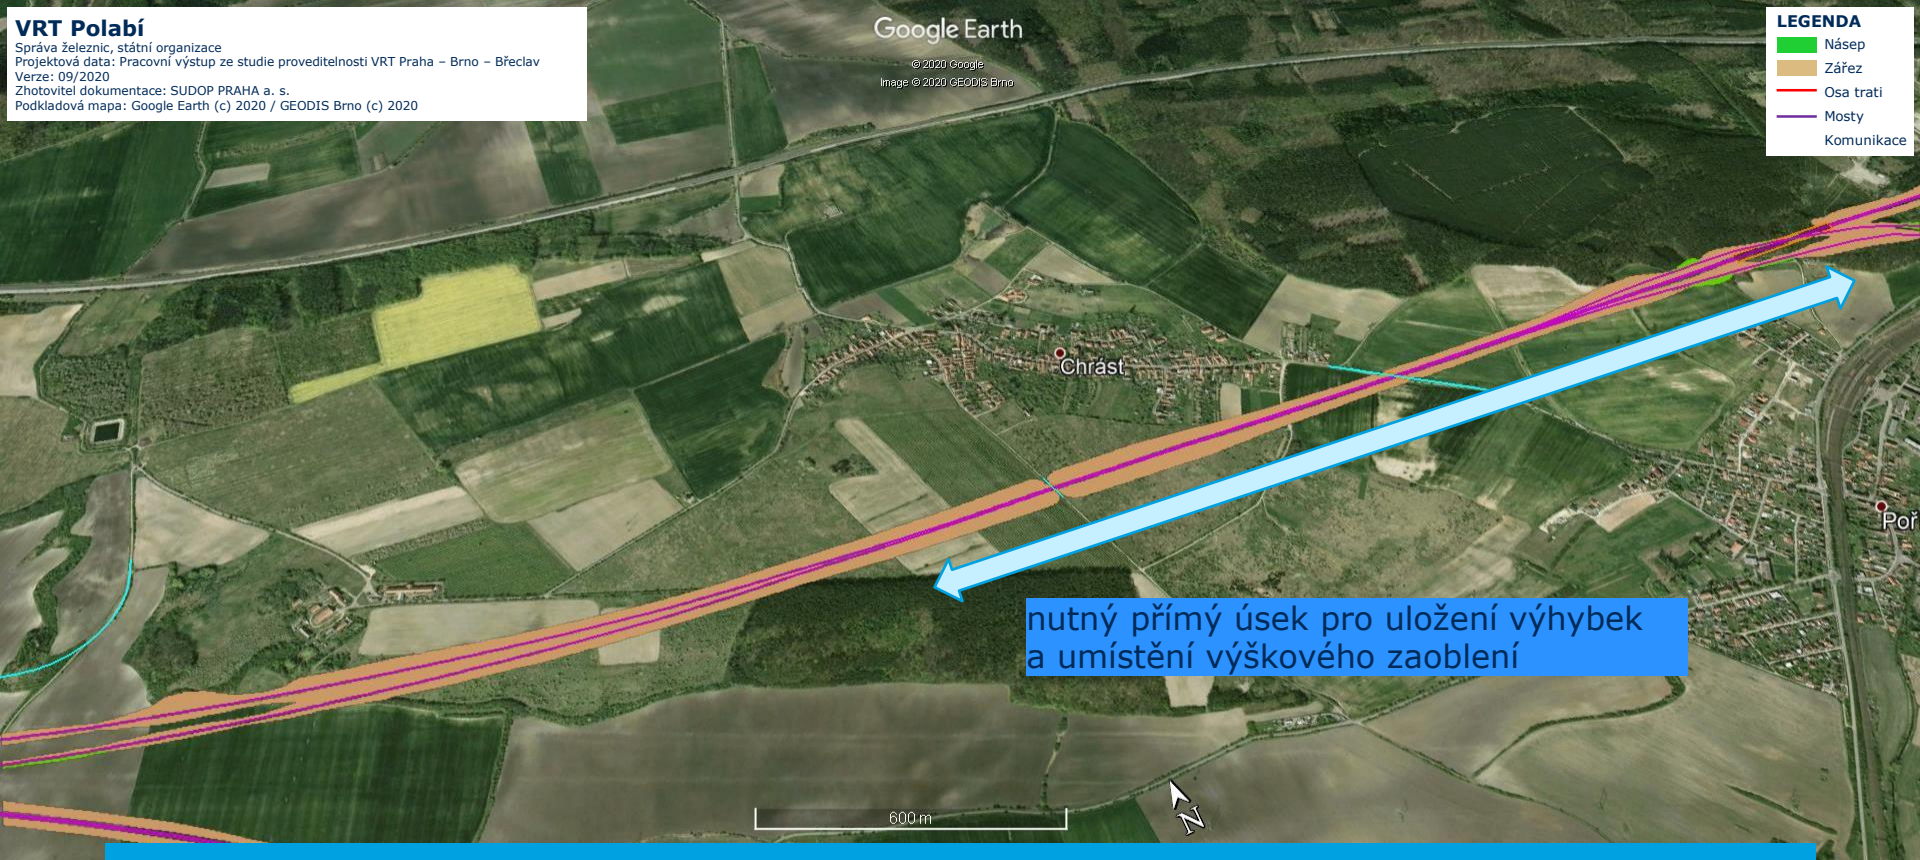 VRT Polabí
Správa železnic, státní organizace
Projektová data: Pracovní výstup ze studie proveditelnosti VRT Praha – Brno – Břeclav
Verze: 09/2020
Zhotovitel dokumentace: SUDOP PRAHA a. s.
Podkladová mapa: Google Earth (c) 2020 / GEODIS Brno (c) 2020
Google Earth
© 2020 Google
Image © 2020 GEODIS Brno
LEGENDA
Násep
Zářez
Osa trati
Mosty
Komunikace
Chrást
Poř
nutný přímý úsek pro uložení výhybek
a umístění výškového zaoblení
600 m
N